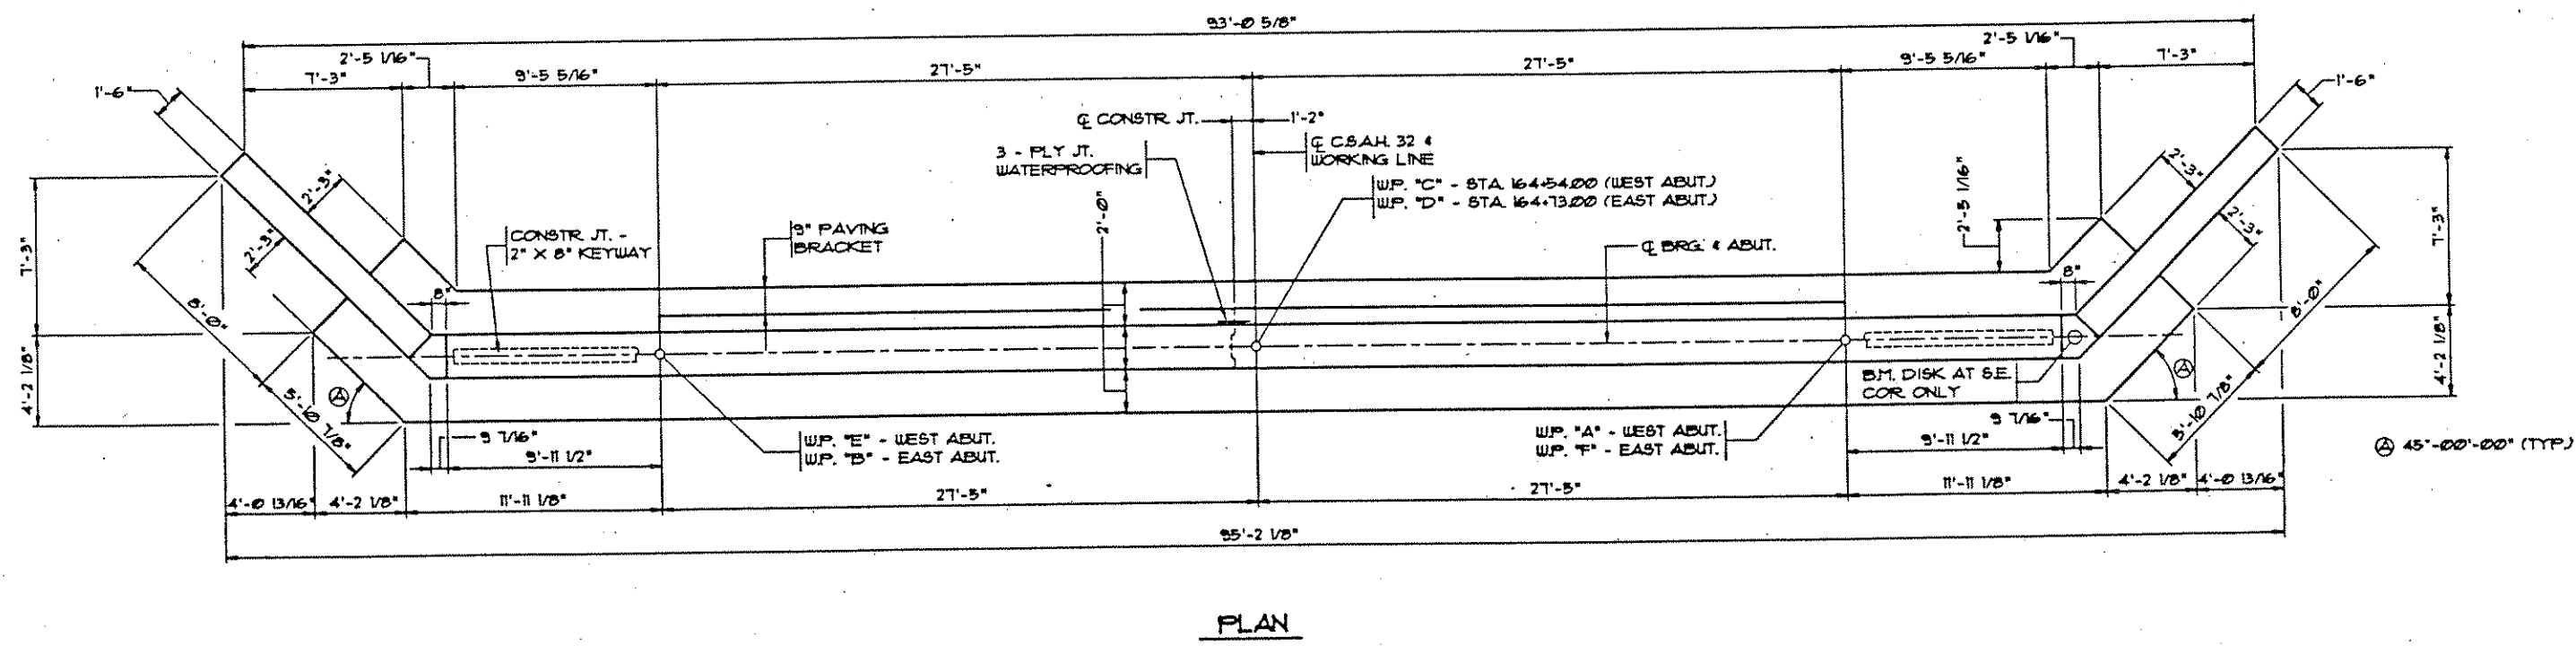 93'-0 5/8"
2'-5 1/16"
2'-5 1/16"
7'-3"
9'-5 5/16"
27'-5"
27'-5"
9'-5 5/16"
7'-3"
1'-6"
1'-6"
℄ CONSTR. JT.
1'-2"
℄ C.S.A.H. 32 &
WORKING LINE
3 - PLY JT.
WATERPROOFING
W.P. "C" - STA. 164+54.00 (WEST ABUT.)
W.P. "D" - STA. 164+73.00 (EAST ABUT.)
2'-3"
2'-3"
2'-3"
2'-3"
2'-5 1/16"
2'-0"
7'-3"
7'-3"
CONSTR. JT. -
2" X 8" KEYWAY
9" PAVING
BRACKET
℄ BRG. & ABUT.
8"
8"
8'-0"
8'-0"
4'-2 1/8"
4'-2 1/8"
A
A
B.M. DISK AT S.E.
COR. ONLY
5'-10 7/8"
5'-10 7/8"
9 7/16"
9'-11 1/2"
W.P. "E" - WEST ABUT.
W.P. "B" - EAST ABUT.
W.P. "A" - WEST ABUT.
W.P. "F" - EAST ABUT.
9 7/16"
9'-11 1/2"
A 45°-00'-00" (TYP.)
4'-0 13/16"
4'-2 1/8"
11'-11 1/8"
27'-5"
27'-5"
11'-11 1/8"
4'-2 1/8"
4'-0 13/16"
95'-2 1/8"
PLAN